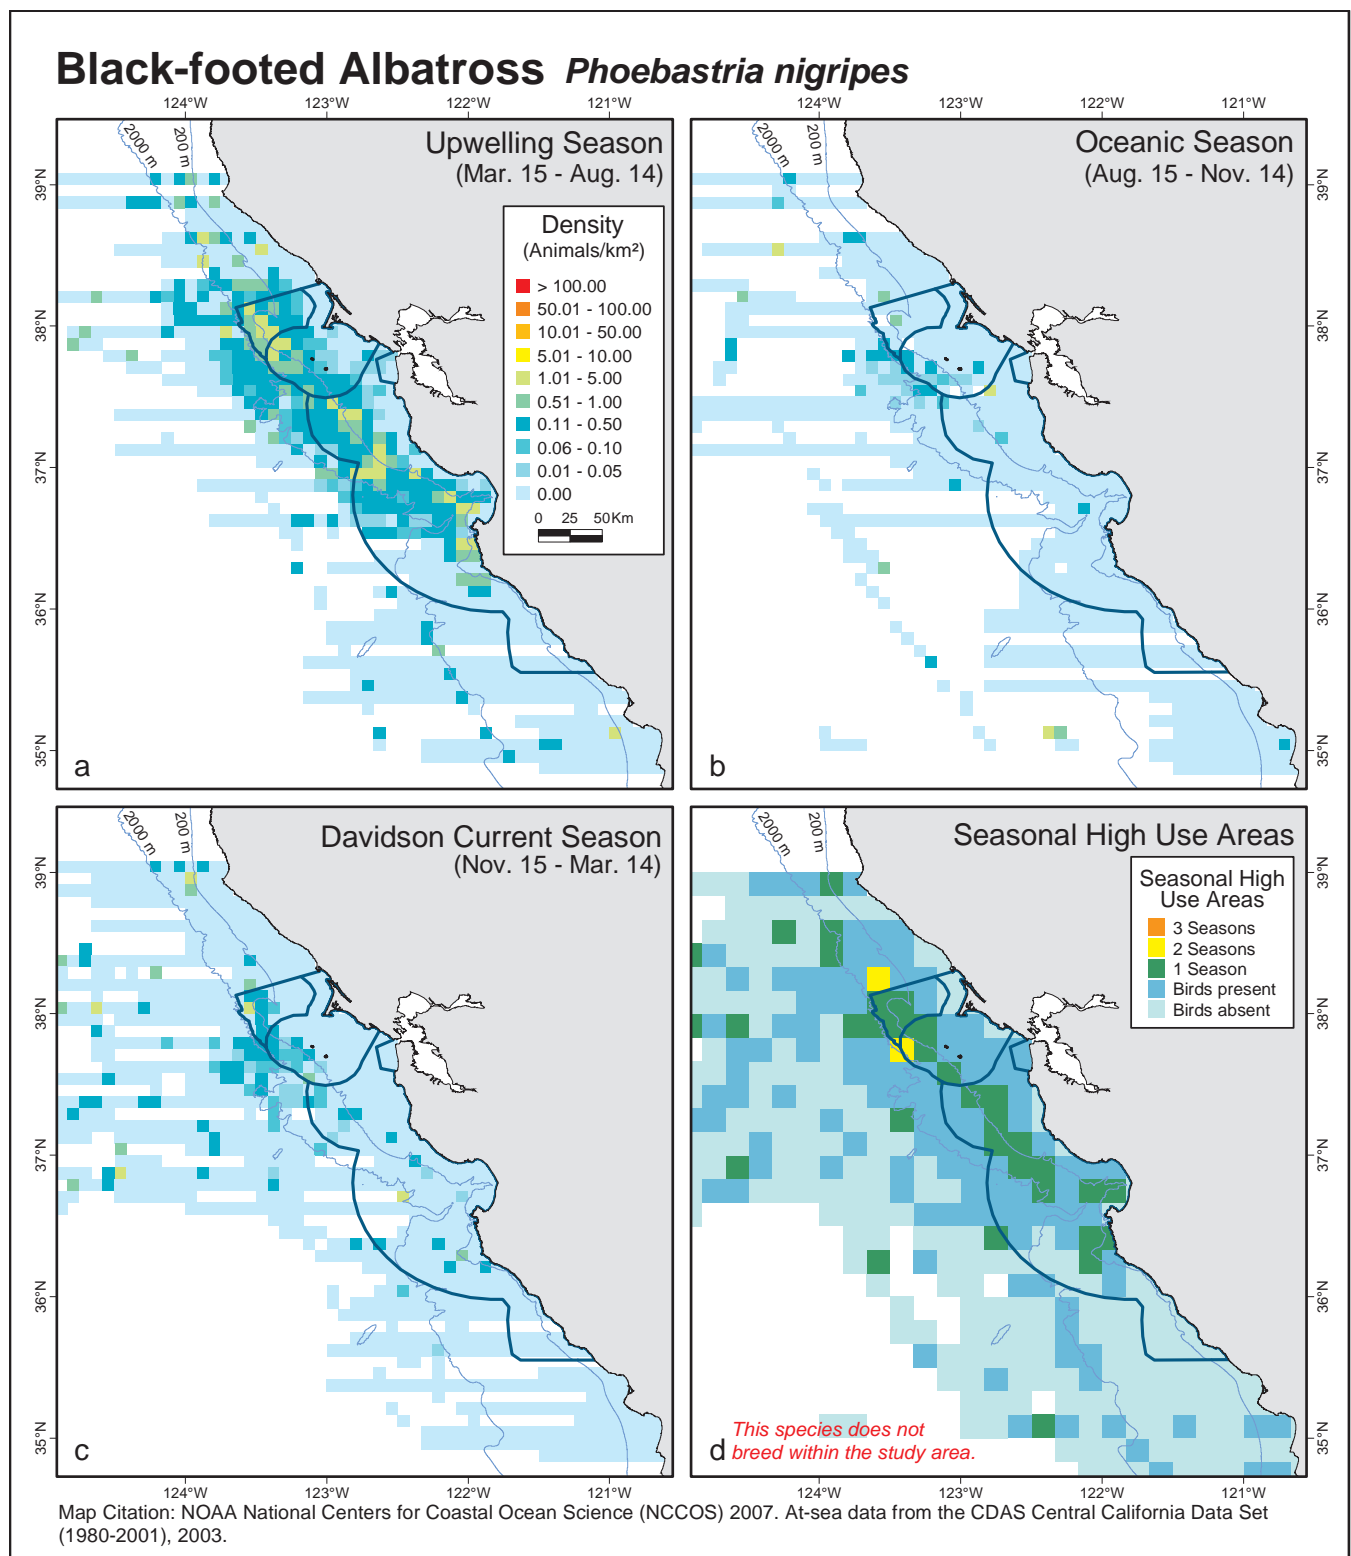 Black-footed Albatross Phoebastria nigripes
124°W 123°W 122°W 121°W 124°W 123°W 122°W 121°W
2000 m
200 m
Upwelling Season
(Mar. 15 - Aug. 14)
Density
(Animals/km²)
> 100.00
50.01 - 100.00
10.01 - 50.00
5.01 - 10.00
1.01 - 5.00
0.51 - 1.00
0.11 - 0.50
0.06 - 0.10
0.01 - 0.05
0.00
0 25 50Km
39°N
38°N
37°N
36°N
35°N
a
2000 m
200 m
Oceanic Season
(Aug. 15 - Nov. 14)
39°N
38°N
37°N
36°N
35°N
b
2000 m
200 m
Davidson Current Season
(Nov. 15 - Mar. 14)
39°N
38°N
37°N
36°N
35°N
c
2000 m
200 m
Seasonal High Use Areas
Seasonal High
Use Areas
3 Seasons
2 Seasons
1 Season
Birds present
Birds absent
39°N
38°N
37°N
36°N
35°N
This species does not
d breed within the study area.
124°W 123°W 122°W 121°W 124°W 123°W 122°W 121°W
Map Citation: NOAA National Centers for Coastal Ocean Science (NCCOS) 2007. At-sea data from the CDAS Central California Data Set
(1980-2001), 2003.